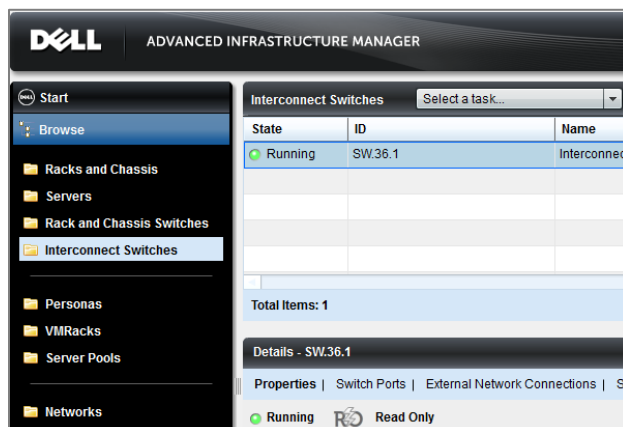 DELL ADVANCED INFRASTRUCTURE MANAGER
Start
Browse
Racks and Chassis
Servers
Rack and Chassis Switches
Interconnect Switches
Personas
VMRacks
Server Pools
Networks
Interconnect Switches Select a task...
State ID Name
Running SW.36.1 Interconnec
Total Items: 1
Details - SW.36.1
Properties | Switch Ports | External Network Connections | S
Running RO Read Only